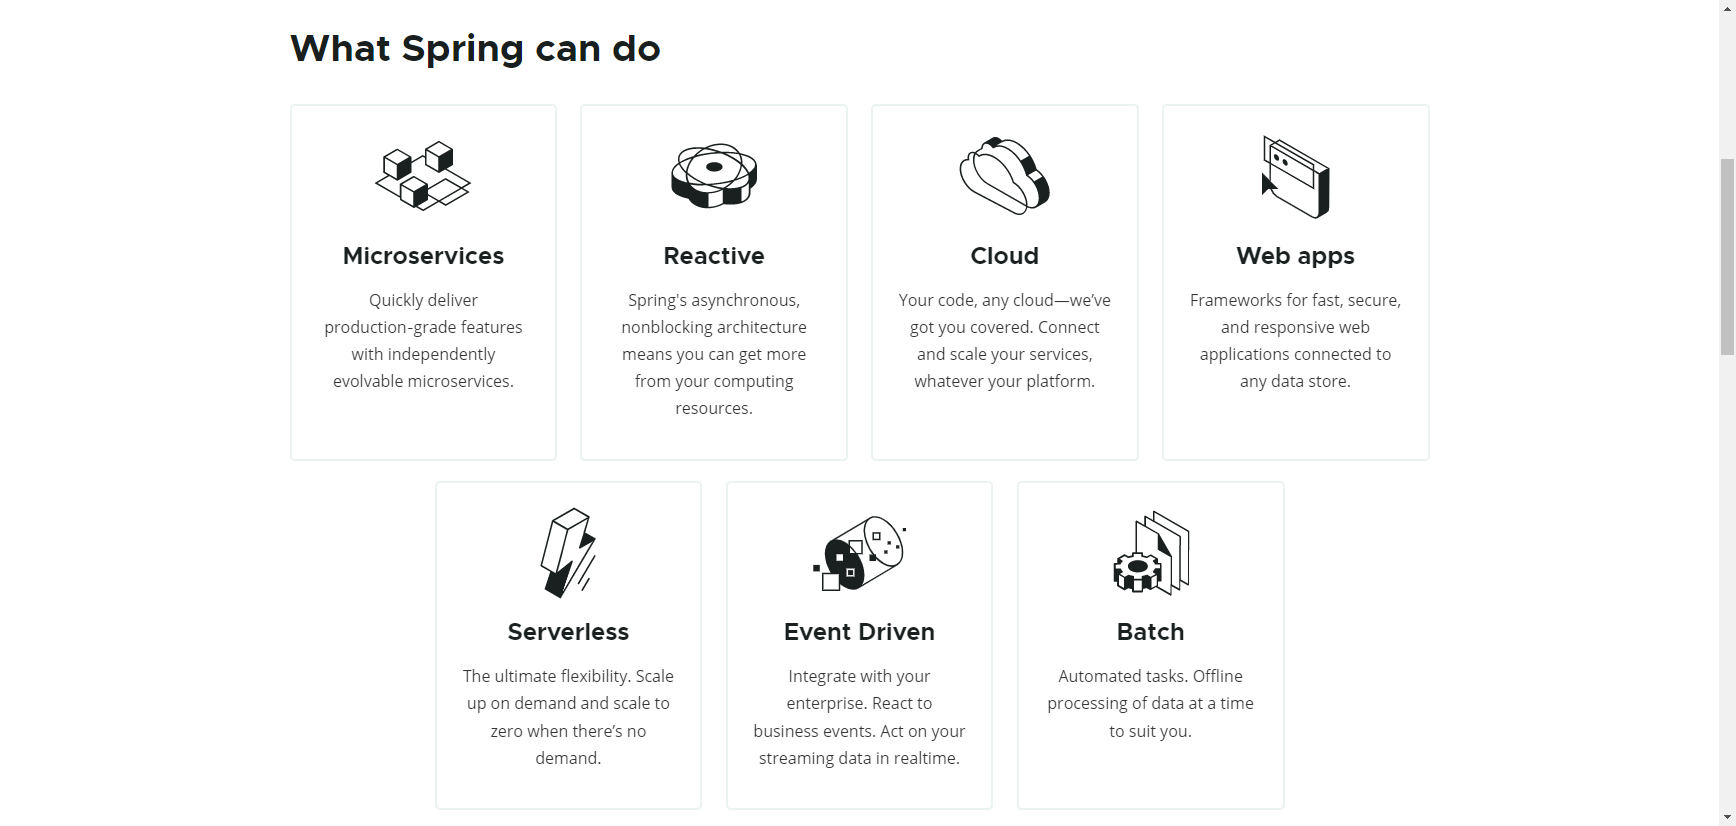 What Spring can do
Microservices
Quickly deliver
production-grade features
with independently
evolvable microservices.
Reactive
Spring's asynchronous,
nonblocking architecture
means you can get more
from your computing
resources.
Cloud
Your code, any cloud—we’ve
got you covered. Connect
and scale your services,
whatever your platform.
Web apps
Frameworks for fast, secure,
and responsive web
applications connected to
any data store.
Serverless
The ultimate flexibility. Scale
up on demand and scale to
zero when there’s no
demand.
Event Driven
Integrate with your
enterprise. React to
business events. Act on your
streaming data in realtime.
Batch
Automated tasks. Offline
processing of data at a time
to suit you.